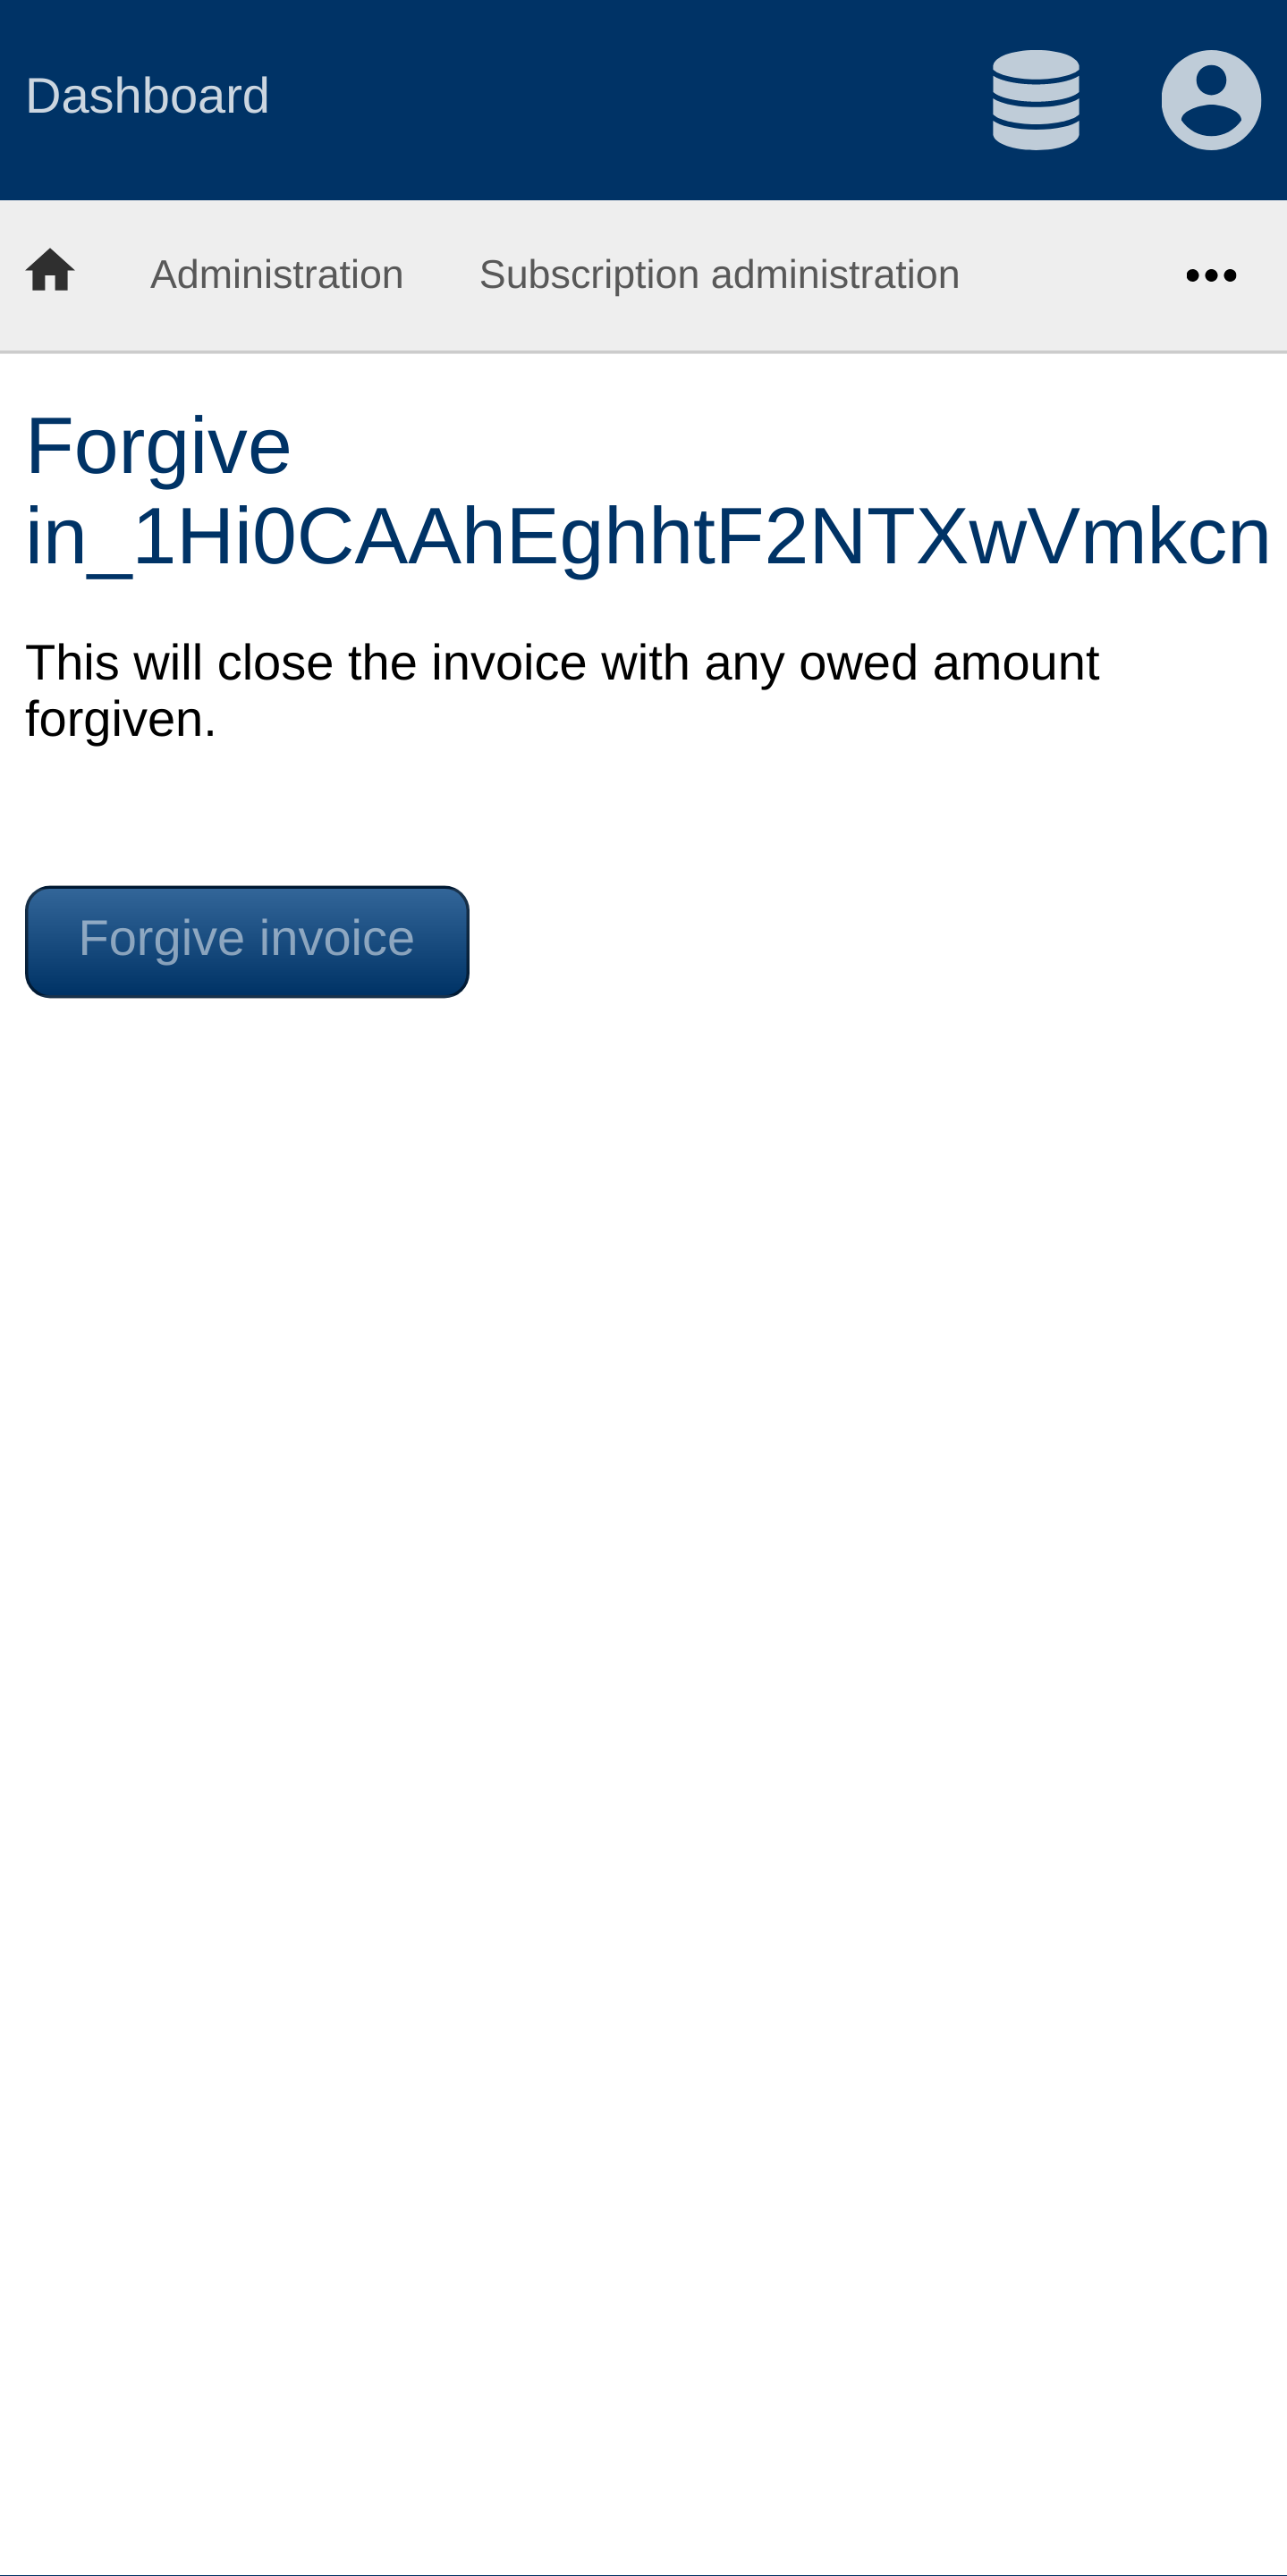 Dashboard
Administration Subscription administration
Forgive
in_1Hi0CAAhEghhtF2NTXwVmkcn
This will close the invoice with any owed amount
forgiven.
Forgive invoice